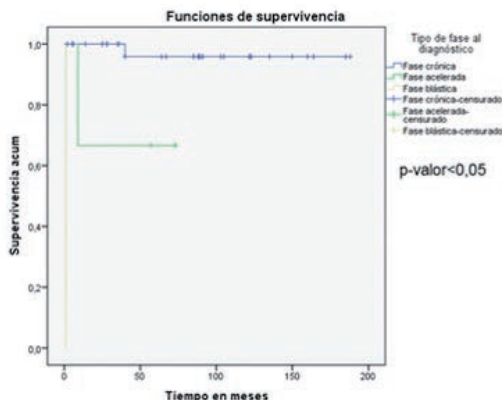 Funciones de supervivencia
Tipo de fase al
diagnóstico
Fase crónica
Fase acelerada
Fase blástica
Fase crónica-censurado
Fase acelerada-
censurado
Fase blástica-censurado
p-valor<0,05
Supervivencia acum
1,0
0,8
0,6
0,4
0,2
0,0
0
50
100
150
200
Tiempo en meses